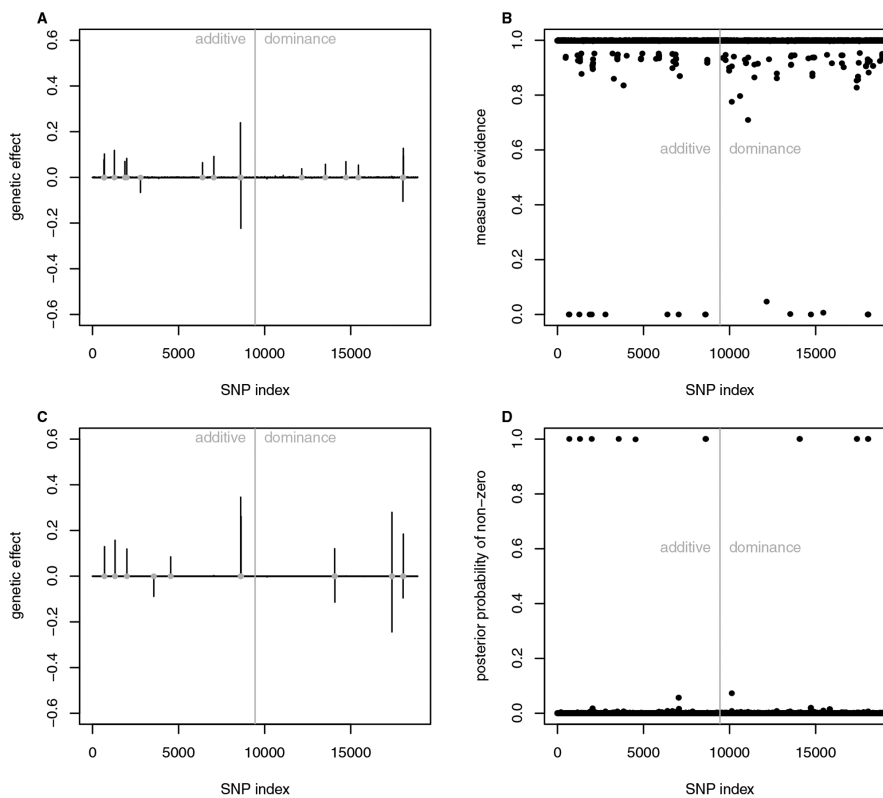 A
additive dominance
genetic effect
0.6
0.4
0.2
0.0
−0.2
−0.4
−0.6
0 5000 10000 15000
SNP index
B
additive dominance
measure of evidence
1.0
0.8
0.6
0.4
0.2
0.0
0 5000 10000 15000
SNP index
C
additive dominance
genetic effect
0.6
0.4
0.2
0.0
−0.2
−0.4
−0.6
0 5000 10000 15000
SNP index
D
additive dominance
posterior probability of non−zero
1.0
0.8
0.6
0.4
0.2
0.0
0 5000 10000 15000
SNP index